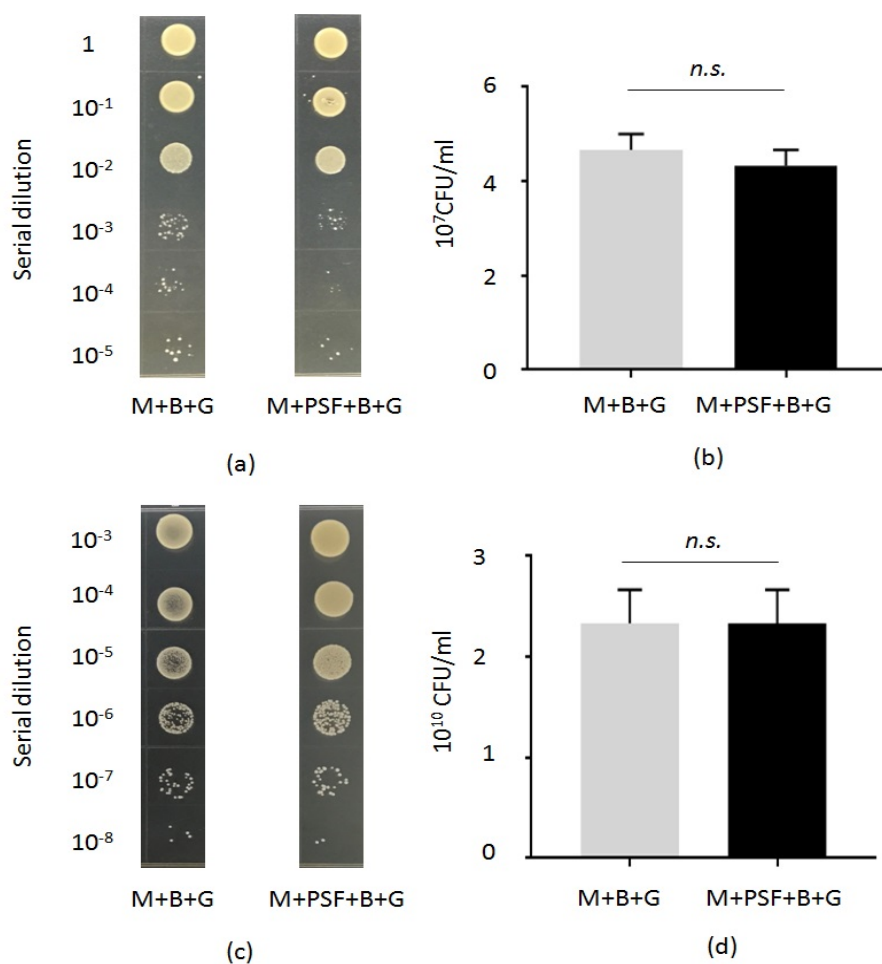 1
10-1
10-2
10-3
10-4
10-5
Serial dilution
M+B+G M+PSF+B+G
(a)
n.s.
6
4
2
0
10⁷CFU/ml
M+B+G M+PSF+B+G
(b)
10-3
10-4
10-5
10-6
10-7
10-8
Serial dilution
M+B+G M+PSF+B+G
(c)
n.s.
3
2
1
0
10¹⁰ CFU/ml
M+B+G M+PSF+B+G
(d)